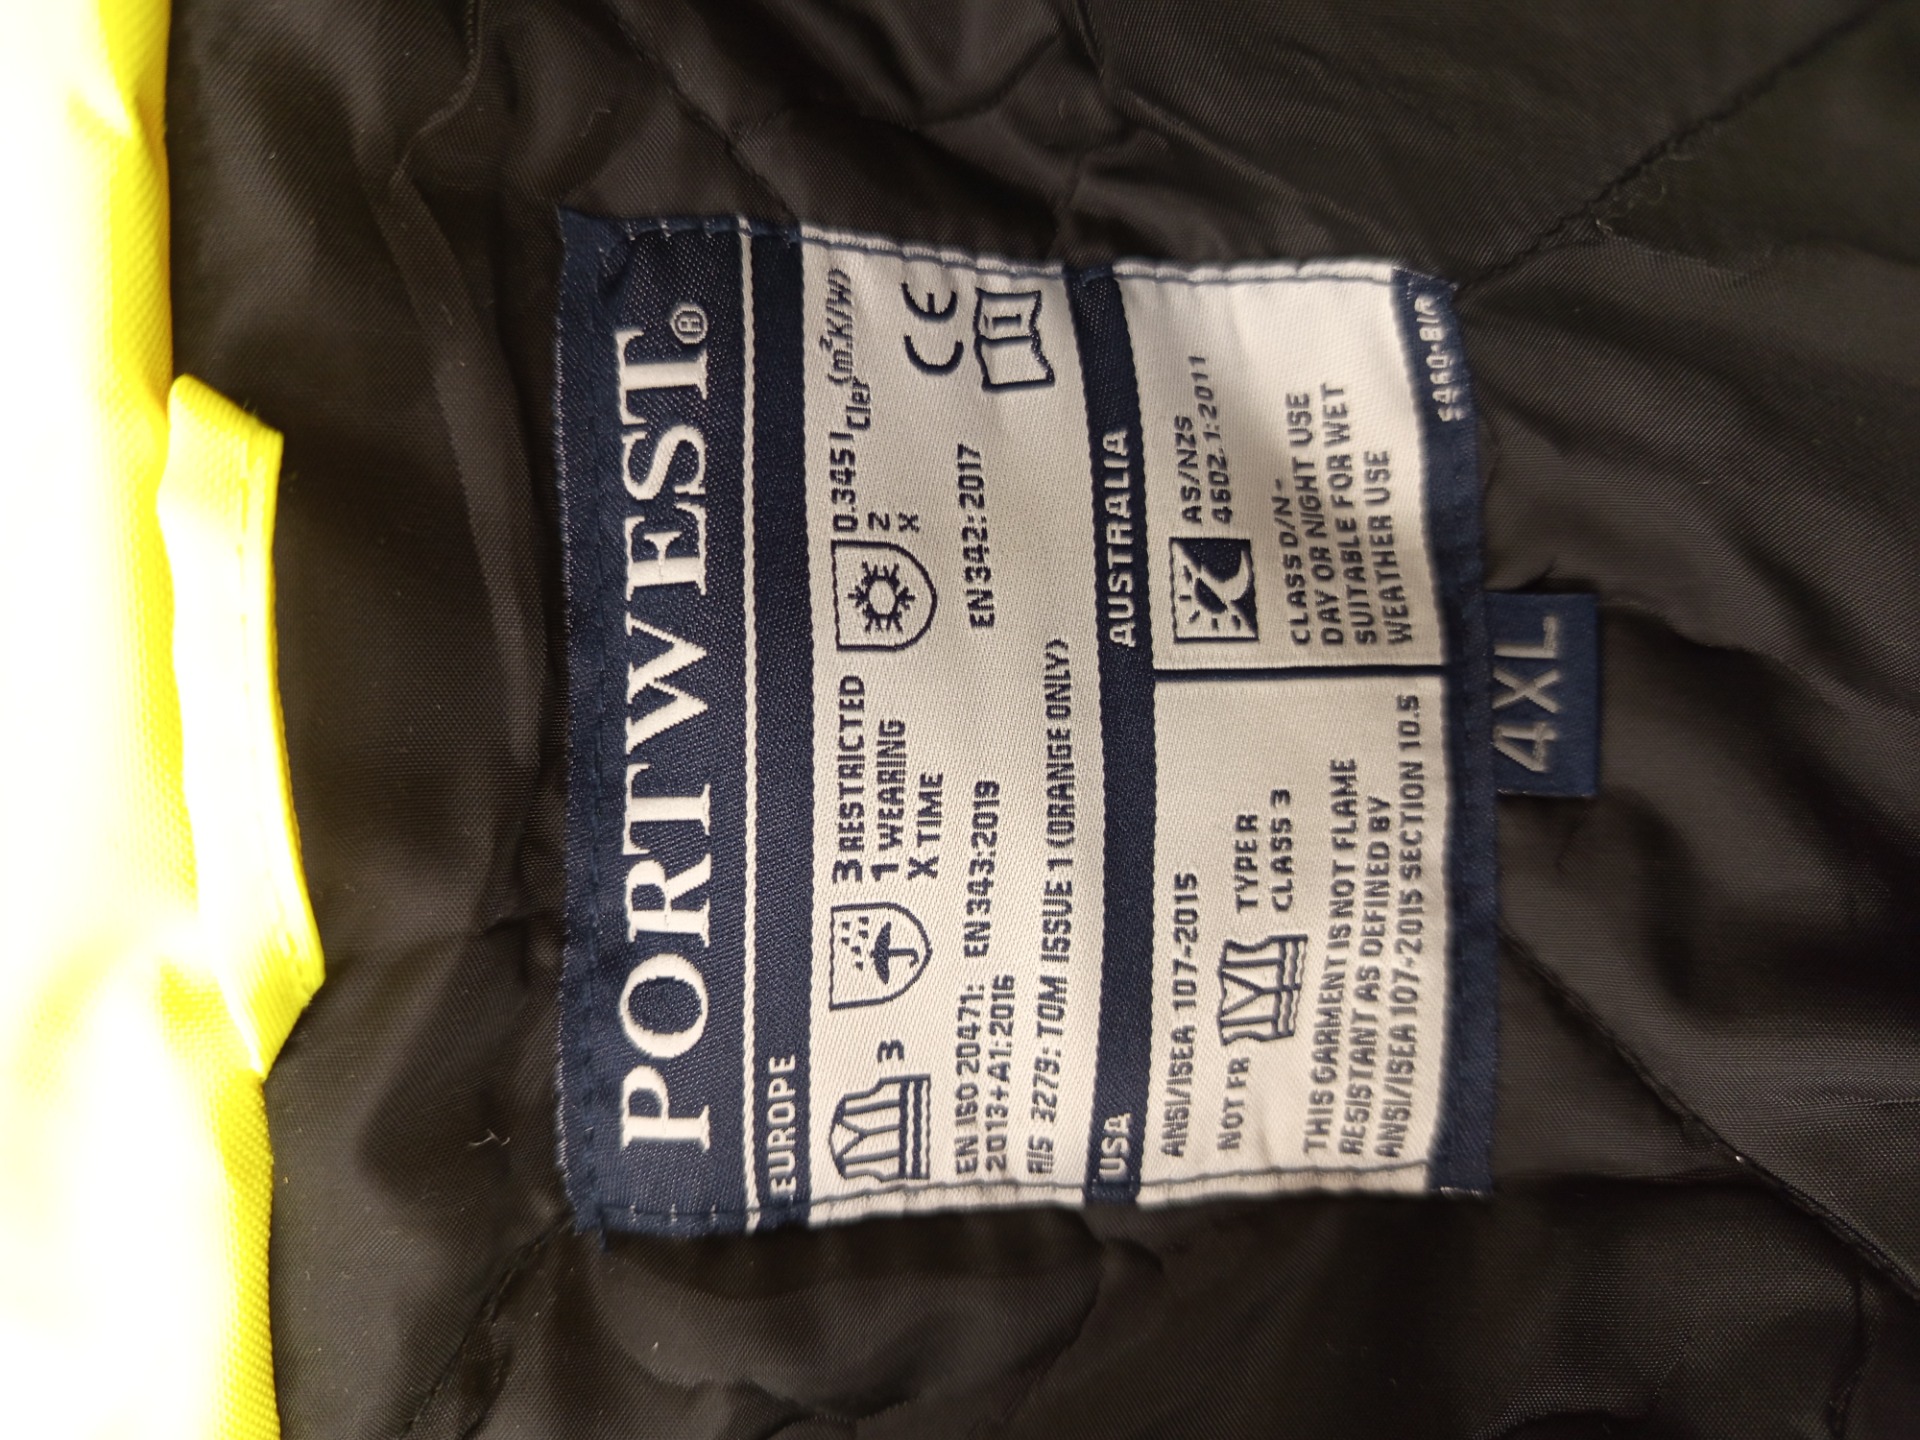 PORTWEST®
EUROPE
3
3 RESTRICTED
1 WEARING
X TIME
0.345 Icler (m².K/W)
2
X
CE
EN ISO 20471:
2013+A1:2016
EN 343:2019
EN 342:2017
i
RIS 3279: TOM ISSUE 1 (ORANGE ONLY)
USA
ANSI/ISEA 107-2015
NOT FR
TYPE R
CLASS 3
THIS GARMENT IS NOT FLAME
RESISTANT AS DEFINED BY
ANSI/ISEA 107-2015 SECTION 10.5
AUSTRALIA
AS/NZS
4602.1:2011
CLASS D/N-
DAY OR NIGHT USE
SUITABLE FOR WET
WEATHER USE
4XL